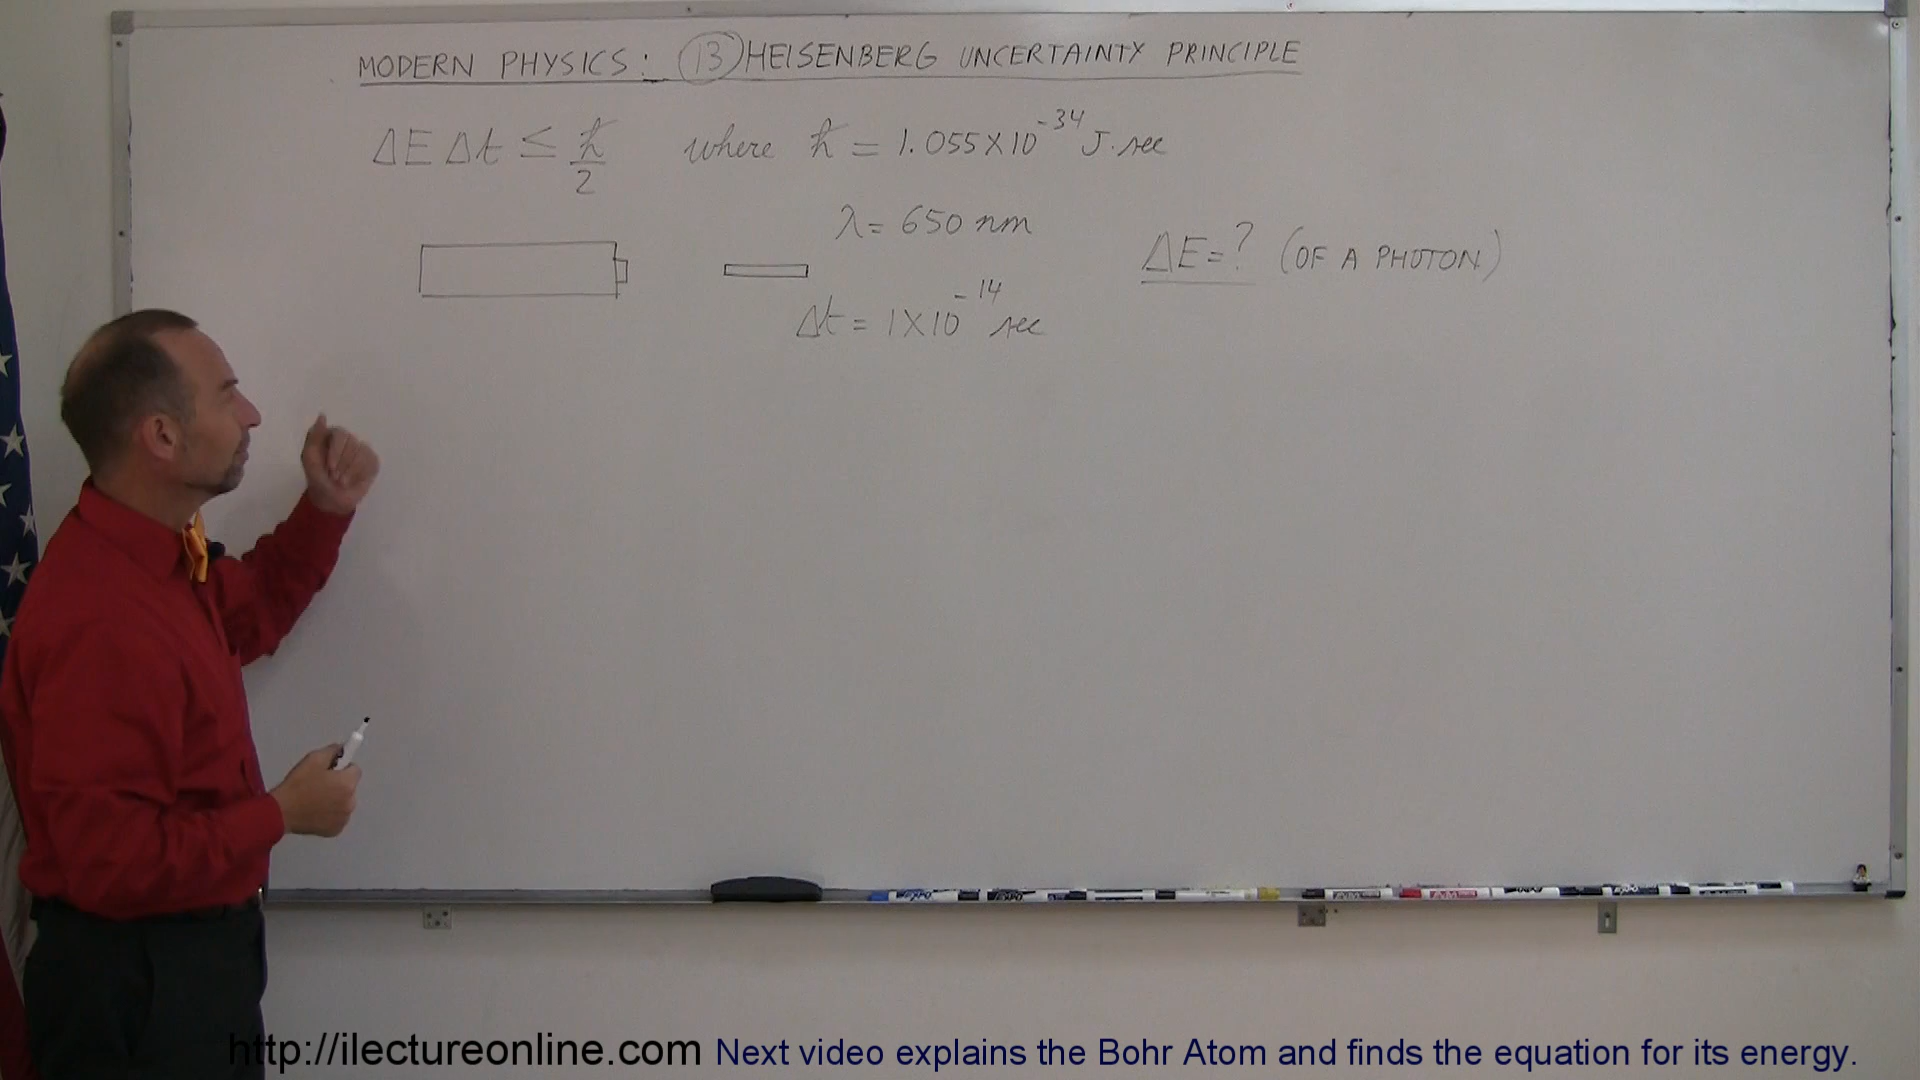 MODERN PHYSICS: 13 HEISENBERG UNCERTAINTY PRINCIPLE
ΔE Δt ≤ ħ/2 where ħ = 1.055×10⁻³⁴ J·sec
λ = 650 nm
ΔE = ? (OF A PHOTON)
Δt = 1×10⁻¹⁴ sec
http://ilectureonline.com Next video explains the Bohr Atom and finds the equation for its energy.